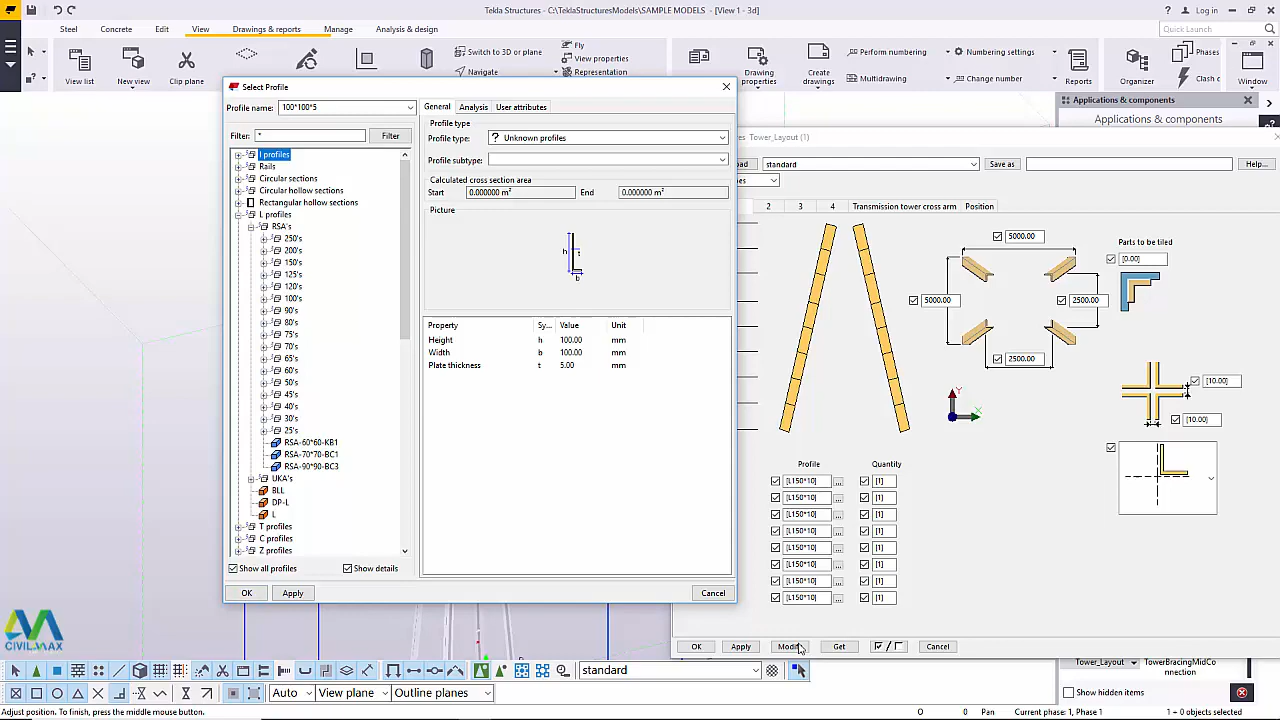 Tekla Structures - [C:\TeklaStructuresModels\SAMPLE MODELS - [View 1 - 3d]
Log in
Steel
Concrete
Edit
View
Drawings & reports
Manage
Analysis & design
Quick Launch
View list
New view
Clip plane
Switch to 3D or plane
Navigate
Fly
View properties
Representation
Drawing properties
Create drawings
Perform numbering
Multidrawing
Numbering settings
Change number
Reports
Organizer
Phases
Clash c
Window
Select Profile
Profile name: 100*100*5
Filter: *
Filter
I profiles
Rails
Circular sections
Circular hollow sections
Rectangular hollow sections
L profiles
RSA's
250's
200's
150's
125's
120's
100's
90's
80's
75's
70's
65's
60's
50's
45's
40's
30's
25's
RSA-60*60-KB1
RSA-70*70-BC1
RSA-90*90-BC3
UKA's
BLL
DP-L
L
T profiles
C profiles
Z profiles
Show all profiles
Show details
OK
Apply
Cancel
General
Analysis
User attributes
Profile type
Profile type: ? Unknown profiles
Profile subtype:
Calculated cross section area
Start 0.000000 m² End 0.000000 m²
Picture
h
t
b
Property Sy... Value Unit
Height h 100.00 mm
Width b 100.00 mm
Plate thickness t 5.00 mm
Applications & components
Applications & components
es Tower_Layout (1)
oad
standard
Save as
Help...
es
2
3
4
Transmission tower cross arm
Position
5000.00
5000.00
2500.00
2500.00
Y
X
Parts to be tiled
[0.00]
[10.00]
[10.00]
Profile Quantity
[L150*10] ... [1]
[L150*10] ... [1]
[L150*10] ... [1]
[L150*10] ... [1]
[L150*10] ... [1]
[L150*10] ... [1]
[L150*10] ... [1]
[L150*10] ... [1]
OK
Apply
Modify
Get
Cancel
CIVILMAX
standard
Tower_Layout
TowerBracingMidCo
nnection
Show hidden items
Auto
View plane
Outline planes
Adjust position: To finish, press the middle mouse button.
O
0
Pan
Current phase: 1, Phase 1
1 + 0 objects selected